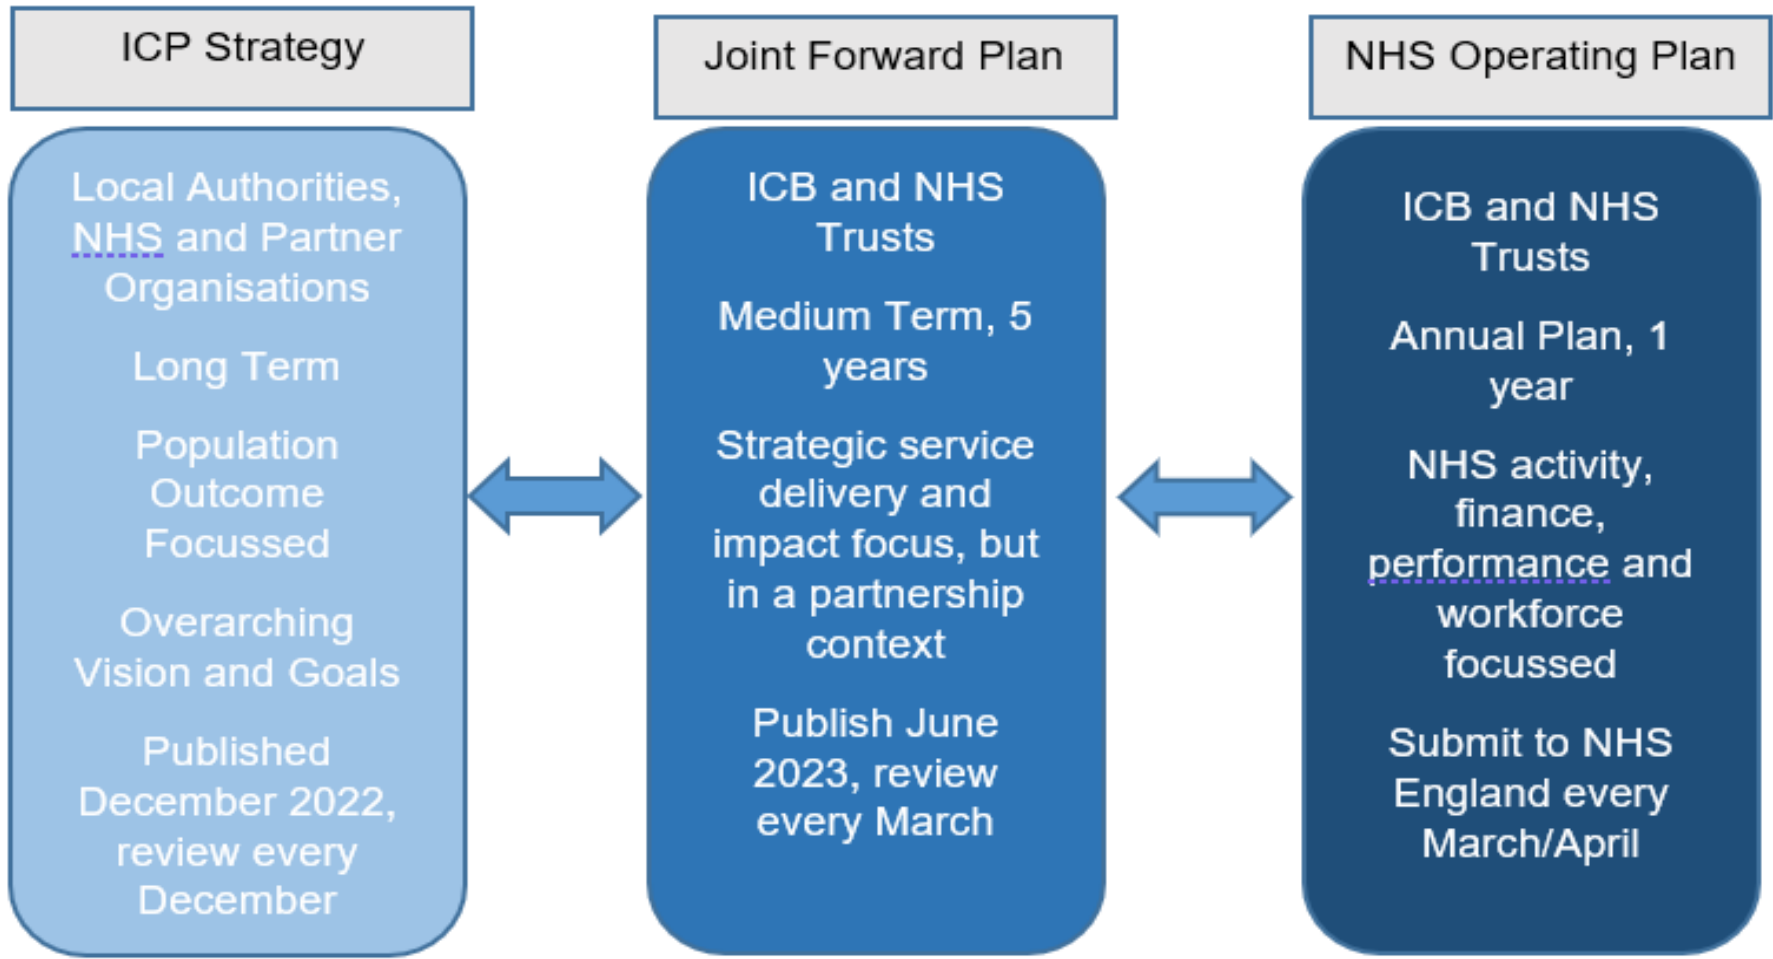 ICP Strategy
Local Authorities,
NHS and Partner
Organisations
Long Term
Population
Outcome
Focussed
Overarching
Vision and Goals
Published
December 2022,
review every
December
Joint Forward Plan
ICB and NHS
Trusts
Medium Term, 5
years
Strategic service
delivery and
impact focus, but
in a partnership
context
Publish June
2023, review
every March
NHS Operating Plan
ICB and NHS
Trusts
Annual Plan, 1
year
NHS activity,
finance,
performance and
workforce
focussed
Submit to NHS
England every
March/April